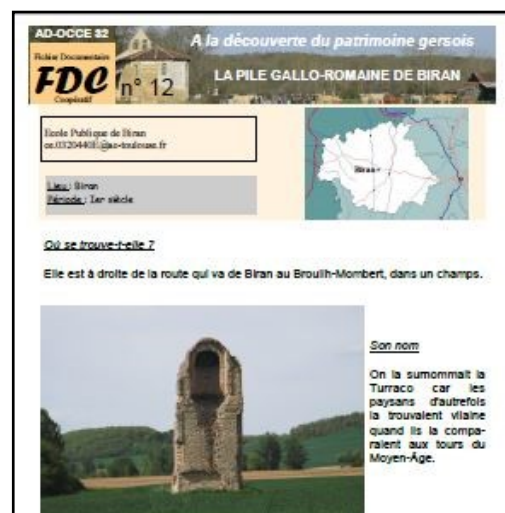 AD-OCCE 32
A la découverte du patrimoine gersois
Fichier Documentaire
FDC
Coopératif
n° 12
LA PILE GALLO-ROMAINE DE BIRAN
Ecole Publique de Biran
Biran
Lieu : Biran
Période : Ier siècle
Où se trouve-t-elle ?
Elle est à droite de la route qui va de Biran au Brouilh-Mombert, dans un champs.
Son nom
On la surnommait la
Turraco car les
paysans d'autrefois
la trouvaient vilaine
quand ils la compa-
raient aux tours du
Moyen-Âge.